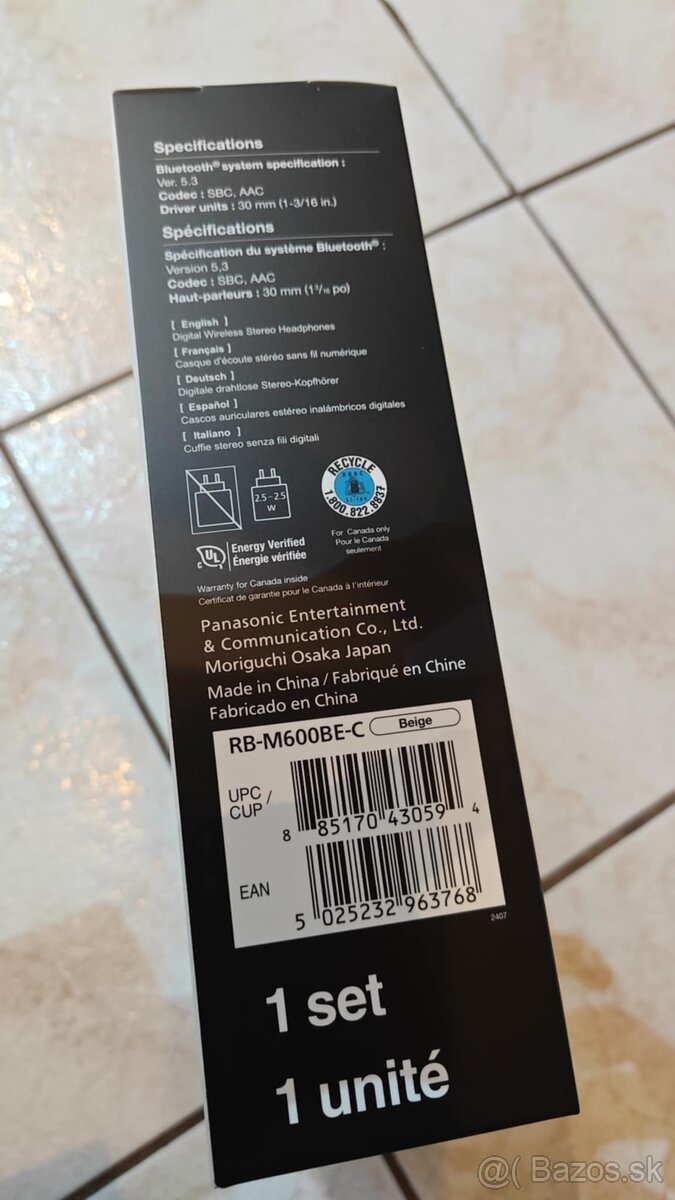 Specifications
Bluetooth® system specification :
Ver. 5.3
Codec : SBC, AAC
Driver units : 30 mm (1-3/16 in.)
Spécifications
Spécification du système Bluetooth® :
Version 5,3
Codec : SBC, AAC
Haut-parleurs : 30 mm (1 3/16 po)
[ English ]
Digital Wireless Stereo Headphones
[ Français ]
Casque d'écoute stéréo sans fil numérique
[ Deutsch ]
Digitale drahtlose Stereo-Kopfhörer
[ Español ]
Cascos auriculares estéreo inalámbricos digitales
[ Italiano ]
Cuffie stereo senza fili digitali
2.5 - 2.5
W
RECYCLE
RBRC
Li-ion
1.800.822.8837
For Canada only
Pour le Canada
seulement
C UL Energy Verified
Énergie vérifiée
Warranty for Canada inside
Certificat de garantie pour le Canada à l'intérieur
Panasonic Entertainment
& Communication Co., Ltd.
Moriguchi Osaka Japan
Made in China / Fabriqué en Chine
Fabricado en China
RB-M600BE-C Beige
UPC /
CUP
8 85170 43059 4
EAN
5 025232 963768
2407
1 set
1 unité
@( Bazos.sk